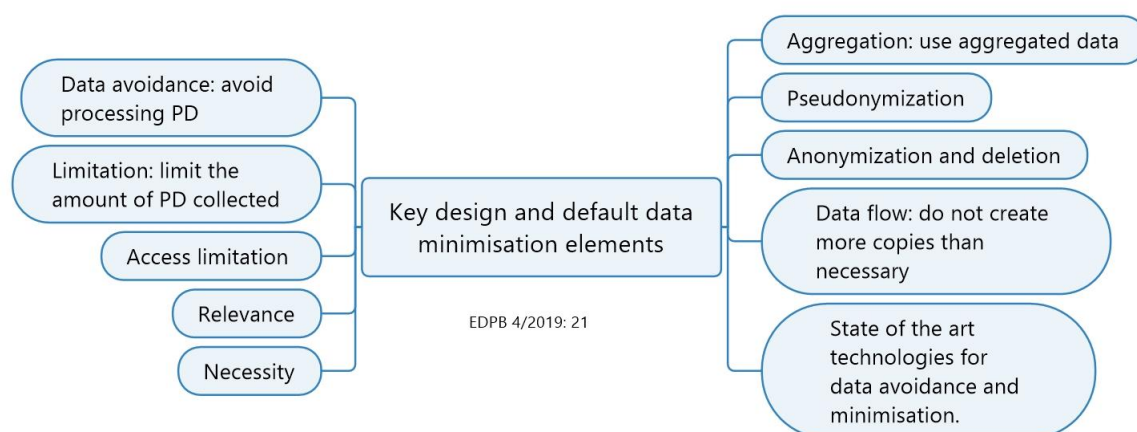 Data avoidance: avoid
processing PD
Limitation: limit the
amount of PD collected
Access limitation
Relevance
Necessity
Key design and default data
minimisation elements
EDPB 4/2019: 21
Aggregation: use aggregated data
Pseudonymization
Anonymization and deletion
Data flow: do not create
more copies than
necessary
State of the art
technologies for
data avoidance and
minimisation.